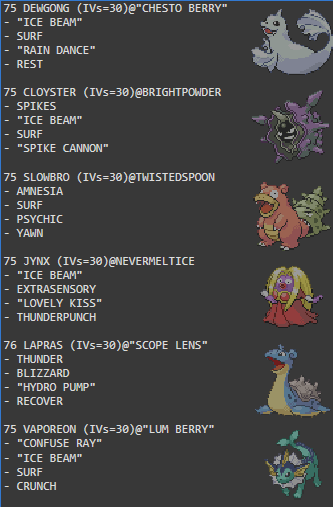 75 DEWGONG (IVs=30)@"CHESTO BERRY"
- "ICE BEAM"
- SURF
- "RAIN DANCE"
- REST
75 CLOYSTER (IVs=30)@BRIGHTPOWDER
- SPIKES
- "ICE BEAM"
- SURF
- "SPIKE CANNON"
75 SLOWBRO (IVs=30)@TWISTEDSPOON
- AMNESIA
- SURF
- PSYCHIC
- YAWN
75 JYNX (IVs=30)@NEVERMELTICE
- "ICE BEAM"
- EXTRASENSORY
- "LOVELY KISS"
- THUNDERPUNCH
76 LAPRAS (IVs=30)@"SCOPE LENS"
- THUNDER
- BLIZZARD
- "HYDRO PUMP"
- RECOVER
75 VAPOREON (IVs=30)@"LUM BERRY"
- "CONFUSE RAY"
- "ICE BEAM"
- SURF
- CRUNCH